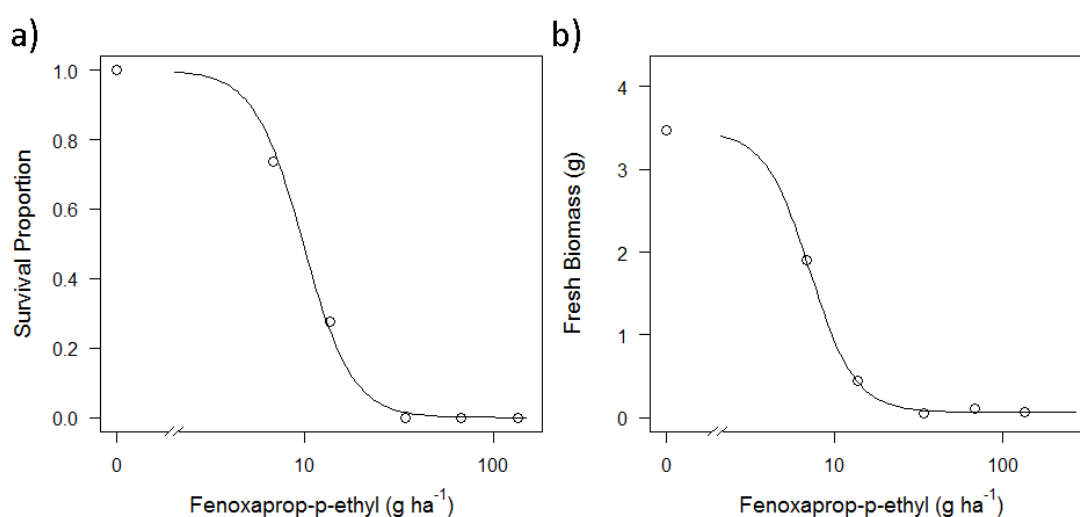 a)
1.0
0.8
0.6
0.4
0.2
0.0
Survival Proportion
0
10
100
Fenoxaprop-p-ethyl (g ha⁻¹)
b)
4
3
2
1
0
Fresh Biomass (g)
0
10
100
Fenoxaprop-p-ethyl (g ha⁻¹)